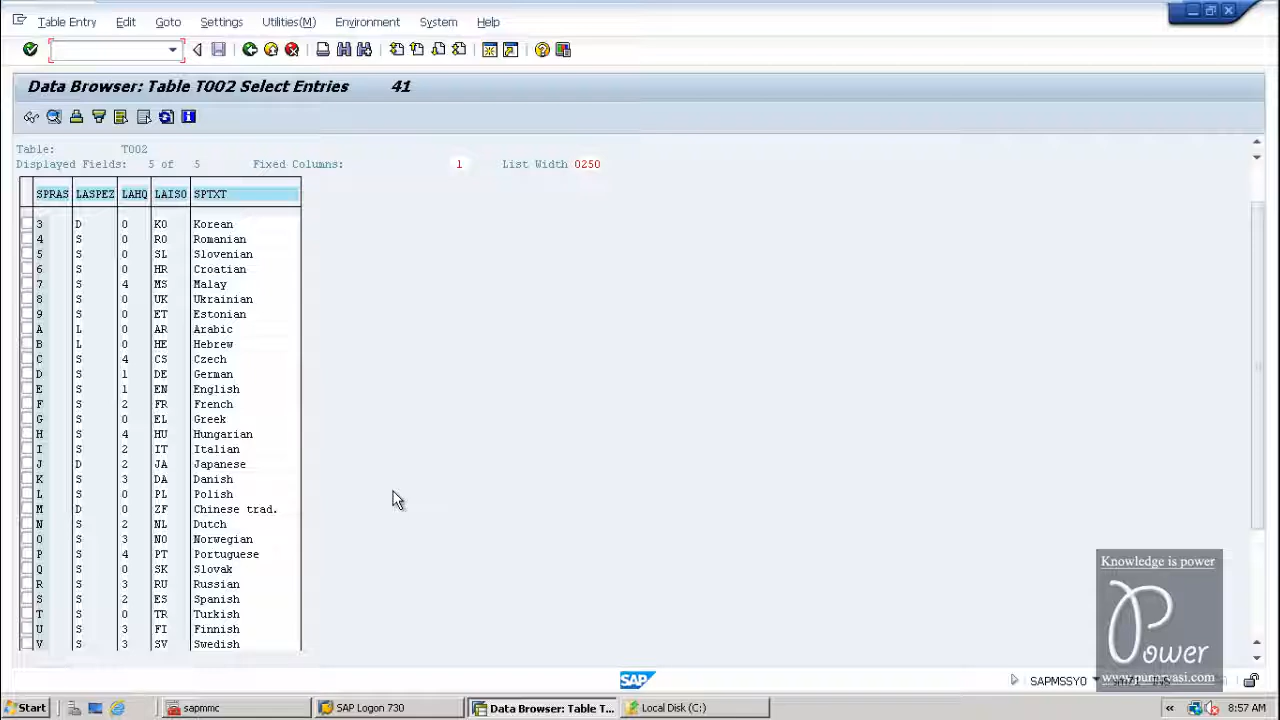 Table Entry Edit Goto Settings Utilities(M) Environment System Help
Data Browser: Table T002 Select Entries 41
Table: T002
Displayed Fields: 5 of 5 Fixed Columns: 1 List Width 0250
SPRAS LASPEZ LAHQ LAISO SPTXT
3 D 0 KO Korean
4 S 0 RO Romanian
5 S 0 SL Slovenian
6 S 0 HR Croatian
7 S 4 MS Malay
8 S 0 UK Ukrainian
9 S 0 ET Estonian
A L 0 AR Arabic
B L 0 HE Hebrew
C S 4 CS Czech
D S 1 DE German
E S 1 EN English
F S 2 FR French
G S 0 EL Greek
H S 4 HU Hungarian
I S 2 IT Italian
J D 2 JA Japanese
K S 3 DA Danish
L S 0 PL Polish
M D 0 ZF Chinese trad.
N S 2 NL Dutch
O S 3 NO Norwegian
P S 4 PT Portuguese
Q S 0 SK Slovak
R S 3 RU Russian
S S 2 ES Spanish
T S 0 TR Turkish
U S 3 FI Finnish
V S 3 SV Swedish
Knowledge is power
Power
SAP SAPMSSY0
Start sapmmc SAP Logon 730 Data Browser: Table T... Local Disk (C:) « 8:57 AM